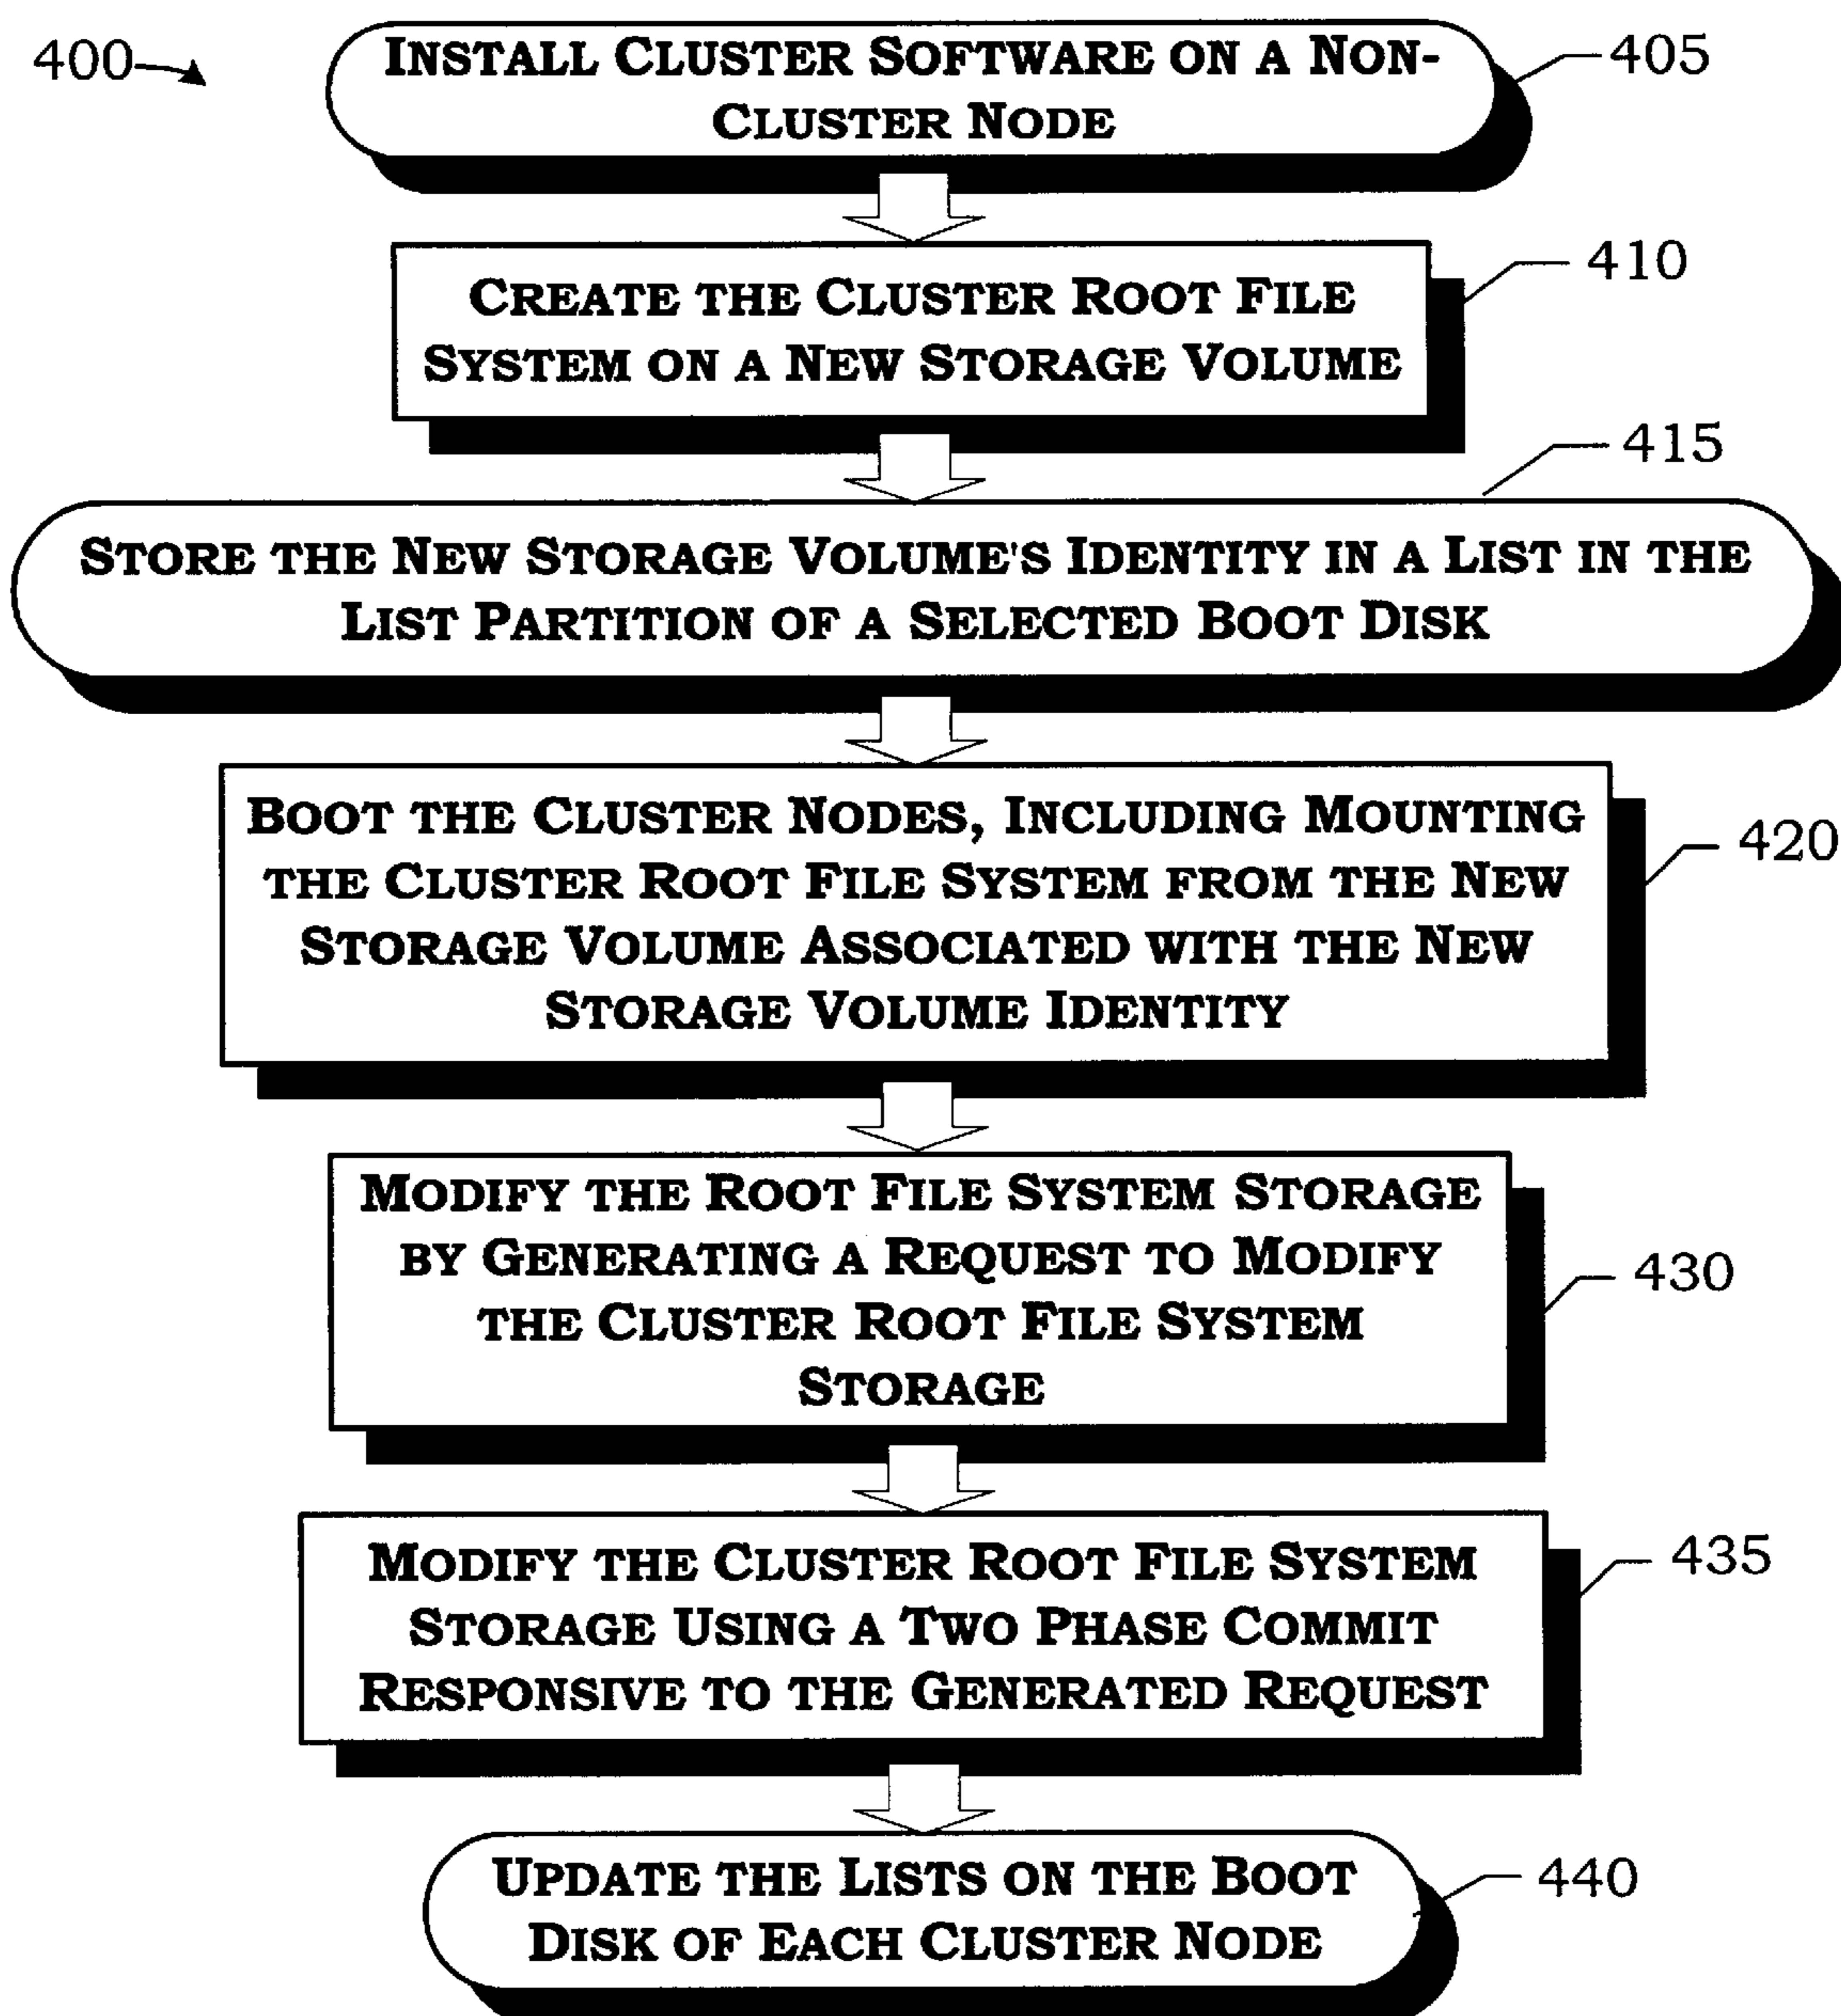 400
INSTALL CLUSTER SOFTWARE ON A NON-
CLUSTER NODE
405
CREATE THE CLUSTER ROOT FILE
SYSTEM ON A NEW STORAGE VOLUME
410
STORE THE NEW STORAGE VOLUME'S IDENTITY IN A LIST IN THE
LIST PARTITION OF A SELECTED BOOT DISK
415
BOOT THE CLUSTER NODES, INCLUDING MOUNTING
THE CLUSTER ROOT FILE SYSTEM FROM THE NEW
STORAGE VOLUME ASSOCIATED WITH THE NEW
STORAGE VOLUME IDENTITY
420
MODIFY THE ROOT FILE SYSTEM STORAGE
BY GENERATING A REQUEST TO MODIFY
THE CLUSTER ROOT FILE SYSTEM
STORAGE
430
MODIFY THE CLUSTER ROOT FILE SYSTEM
STORAGE USING A TWO PHASE COMMIT
RESPONSIVE TO THE GENERATED REQUEST
435
UPDATE THE LISTS ON THE BOOT
DISK OF EACH CLUSTER NODE
440